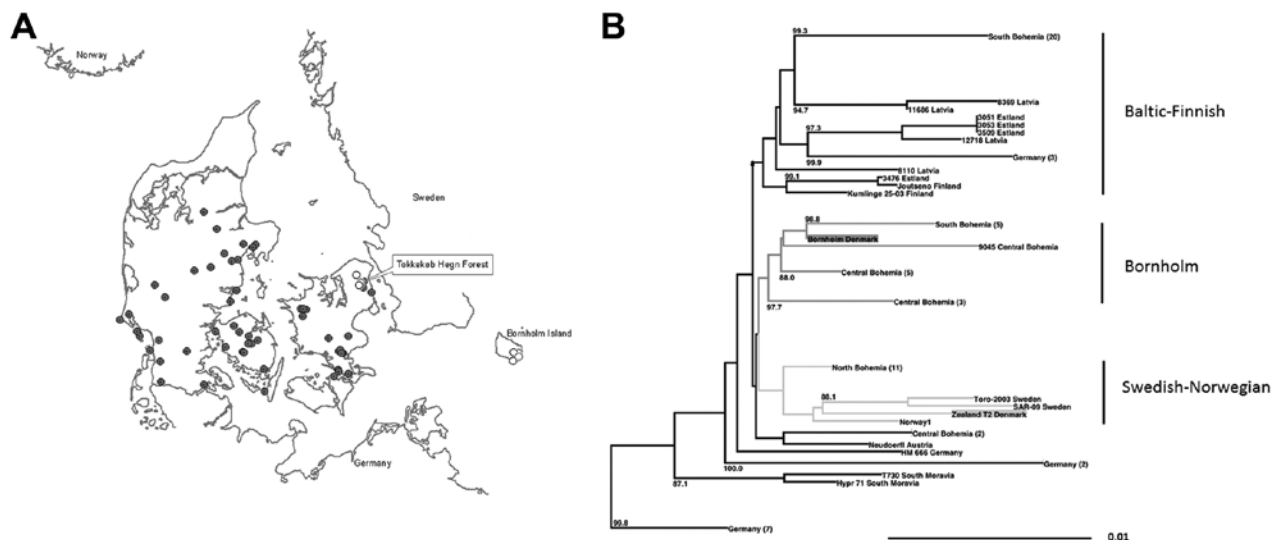 A
Norway
Sweden
Tokkekøb Hegn Forest
Bornholm Island
Germany
B
99.3
South Bohemia (20)
8369 Latvia
94.7
11686 Latvia
3051 Estland
3053 Estland
3509 Estland
97.3
12718 Latvia
Germany (3)
99.9
8110 Latvia
99.1
3476 Estland
Joutseno Finland
Kumlinge 25-03 Finland
Baltic-Finnish
98.8
South Bohemia (5)
Bornholm Denmark
9045 Central Bohemia
Central Bohemia (5)
88.0
Central Bohemia (3)
97.7
Bornholm
North Bohemia (11)
88.1
Toro-2003 Sweden
SAR-09 Sweden
Zealand T2 Denmark
Norway1
Swedish-Norwegian
Central Bohemia (2)
Neudoerfl Austria
HM 666 Germany
Germany (2)
100.0
T730 South Moravia
87.1
Hypr 71 South Moravia
99.8
Germany (7)
0.01